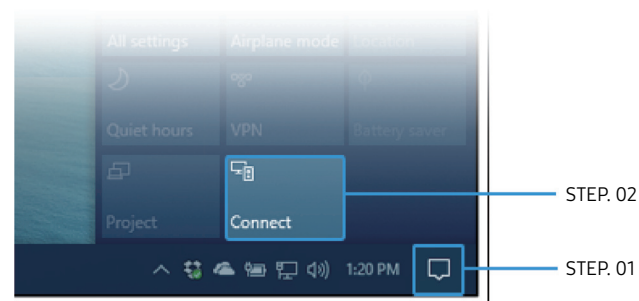 All settings Airplane mode Location
Quiet hours VPN Battery saver
STEP. 02
Project Connect
1:20 PM STEP. 01